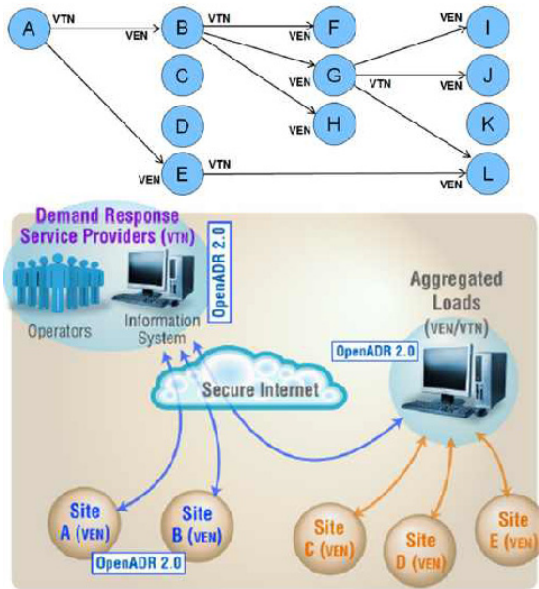 A VTN VEN B VTN VEN F VEN I
C VEN G VTN VEN J
D VEN H K
VEN E VTN VEN L
Demand Response
Service Providers (VTN)
OpenADR 2.0
Operators
Information
System
Aggregated
Loads
(VEN/VTN)
OpenADR 2.0
Secure Internet
Site
A (VEN)
Site
B (VEN)
OpenADR 2.0
Site
C (VEN)
Site
D (VEN)
Site
E (VEN)